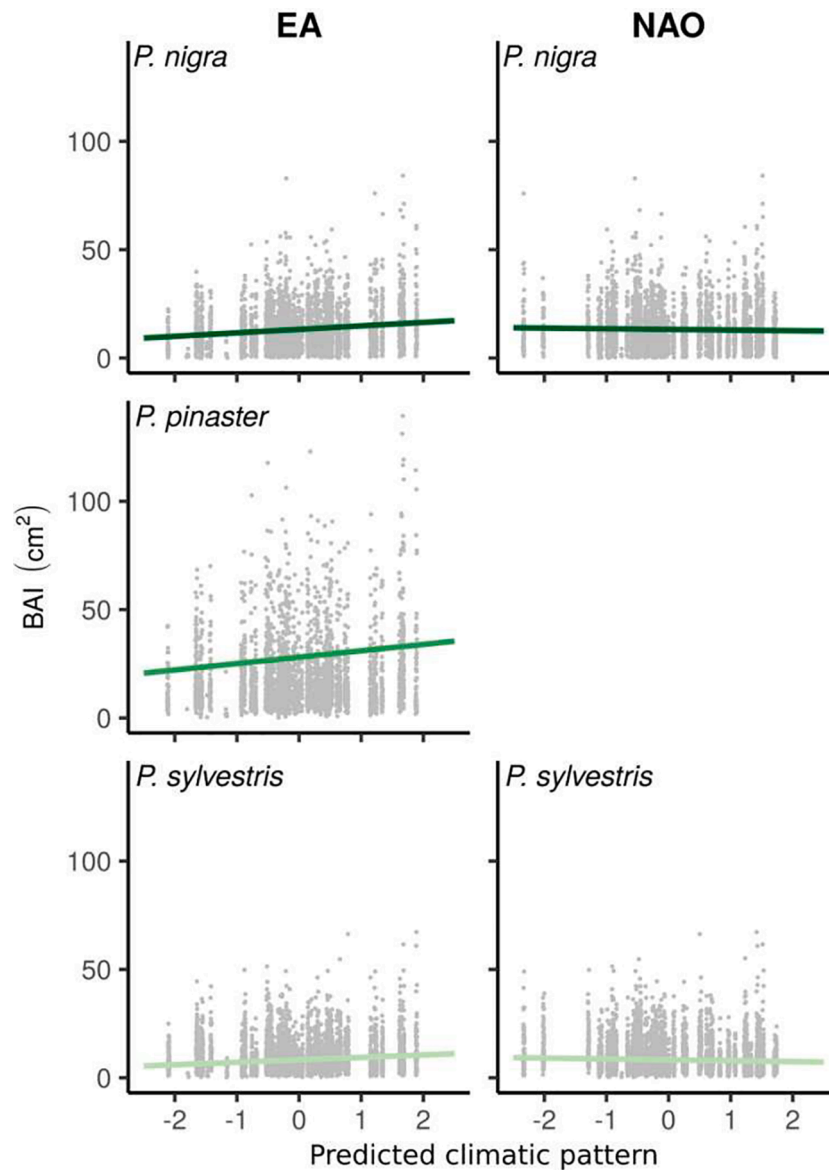 EA NAO
P. nigra P. nigra
100
50
0
P. pinaster
100
50
0
BAI (cm²)
P. sylvestris P. sylvestris
100
50
0
-2 -1 0 1 2 -2 -1 0 1 2
Predicted climatic pattern